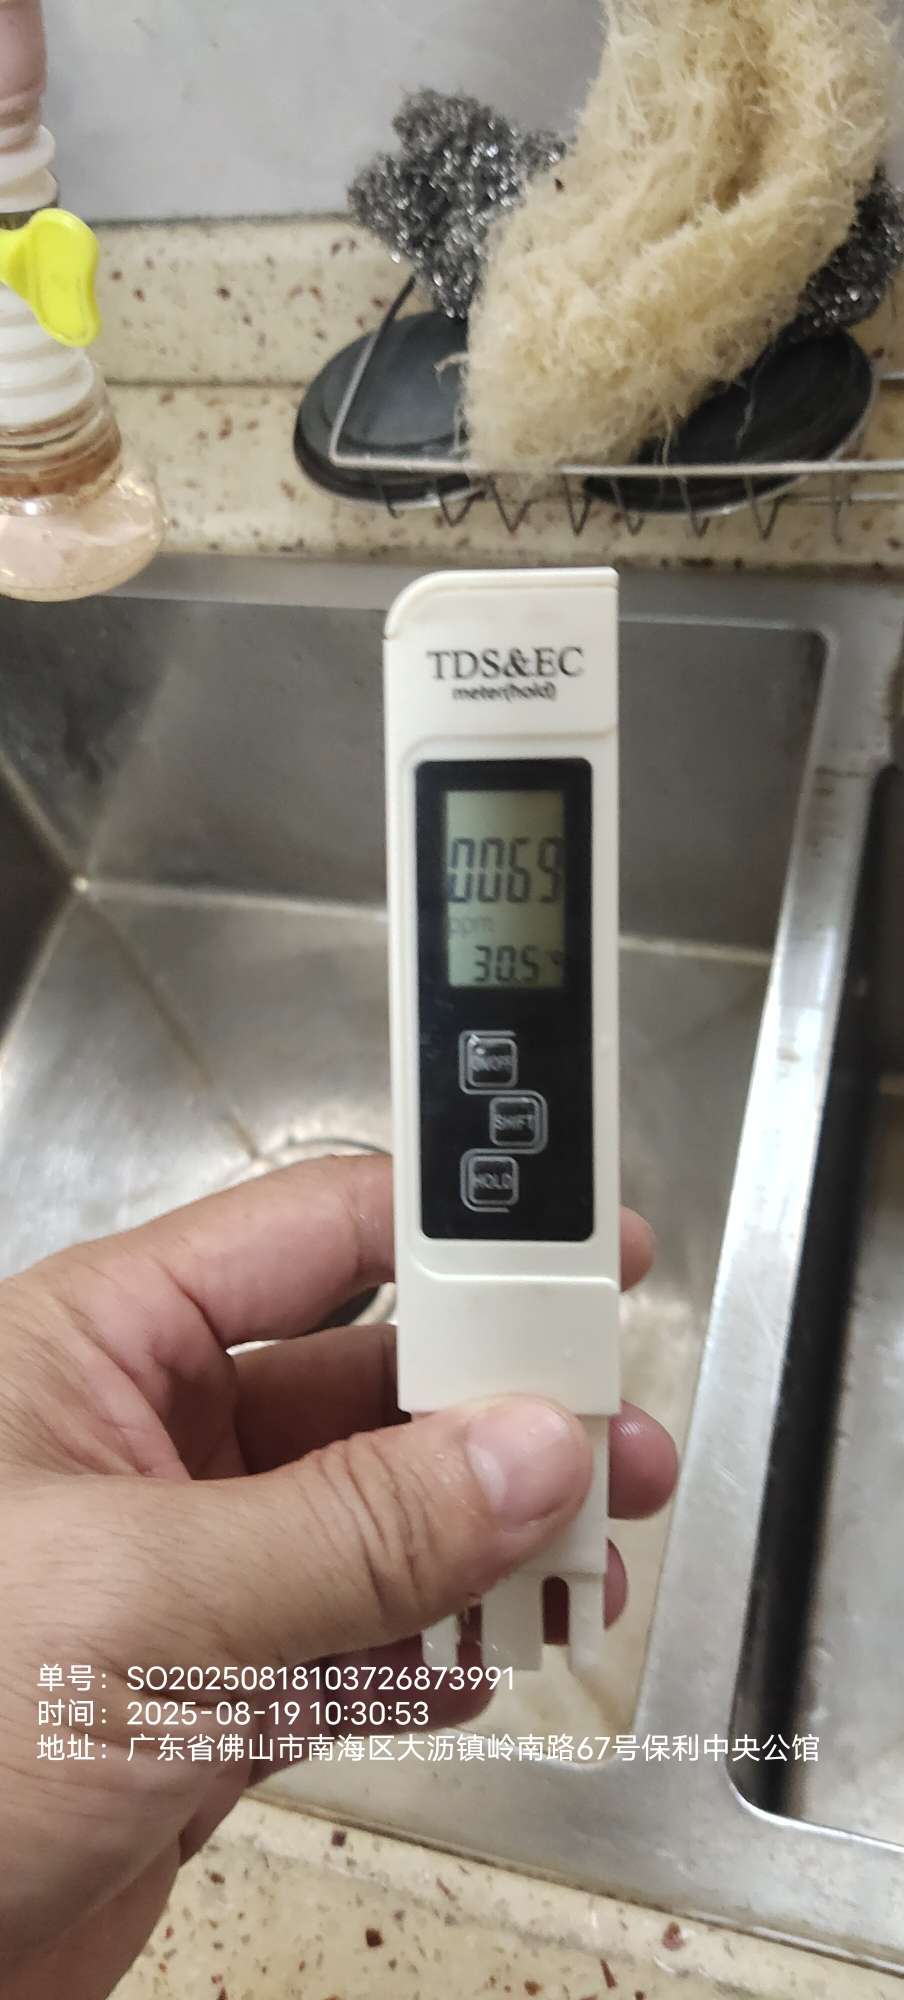 TDS&EC
meter(hold)
0069
ppm
30.5
ON/OFF
SHIFT
HOLD
单号：SO20250818103726873991
时间：2025-08-19 10:30:53
地址：广东省佛山市南海区大沥镇岭南路67号保利中央公馆